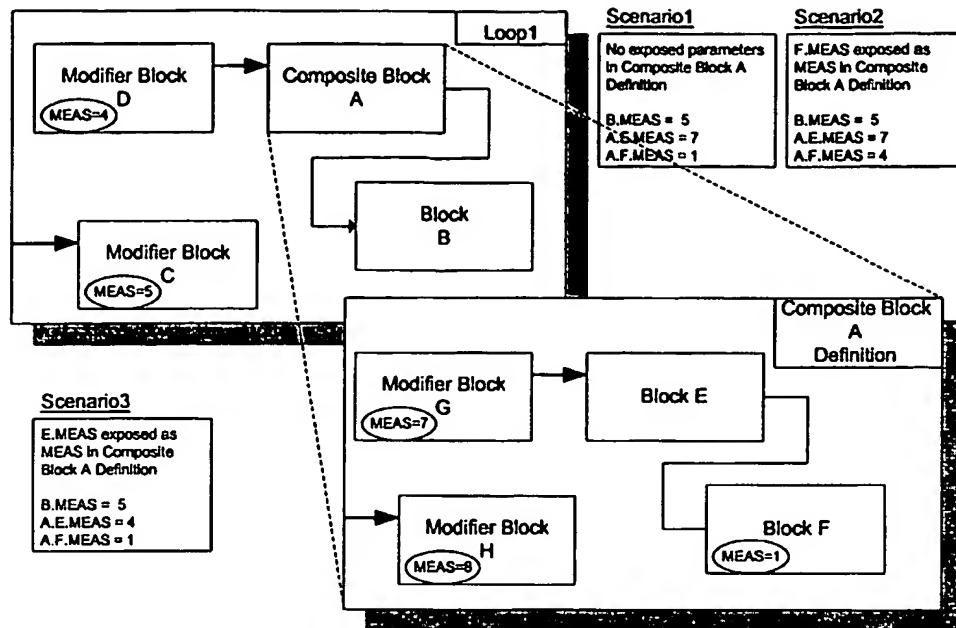 Loop1
Modifier Block
D
MEAS=4
Composite Block
A
Block
B
Modifier Block
C
MEAS=5
Scenario1
No exposed parameters
In Composite Block A
Definition
B.MEAS = 5
A.E.MEAS = 7
A.F.MEAS = 1
Scenario2
F.MEAS exposed as
MEAS In Composite
Block A Definition
B.MEAS = 5
A.E.MEAS = 7
A.F.MEAS = 4
Composite Block
A
Definition
Modifier Block
G
MEAS=7
Block E
Modifier Block
H
MEAS=8
Block F
MEAS=1
Scenario3
E.MEAS exposed as
MEAS In Composite
Block A Definition
B.MEAS = 5
A.E.MEAS = 4
A.F.MEAS = 1